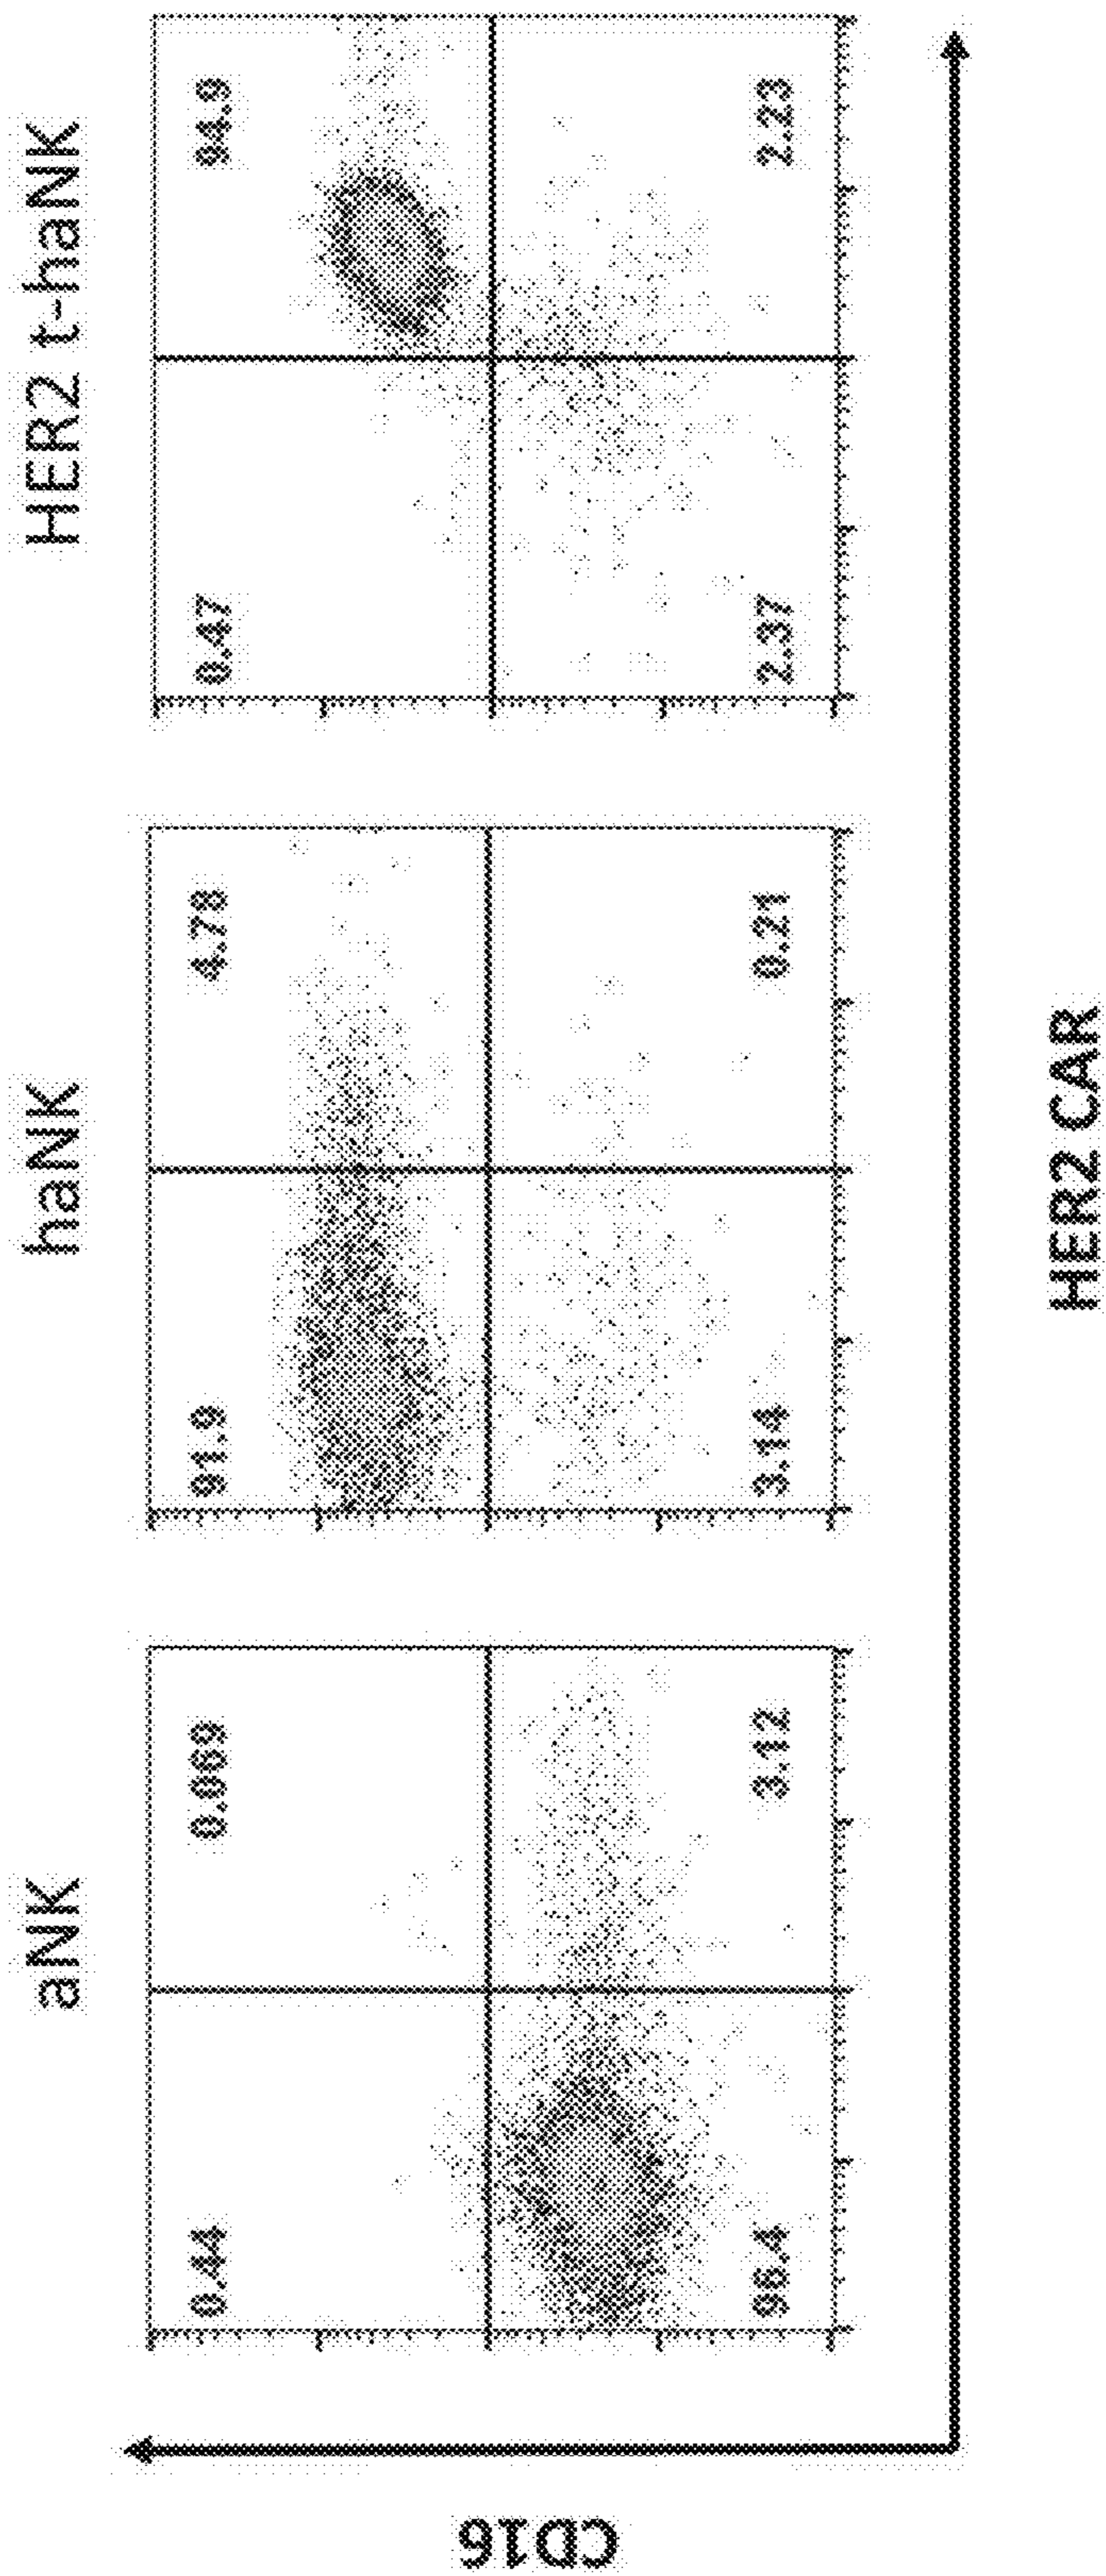 aNK
haNK
HER2 t-haNK
CD16
0.44
0.069
96.4
3.12
91.9
4.78
3.14
0.21
0.47
94.9
2.37
2.23
HER2 CAR